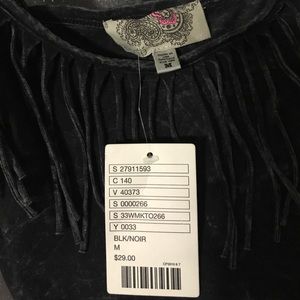 M
S 27911593
C 140
V 40373
S 0000266
S 33WMKTO266
Y 0033
BLK/NOIR
M
$29.00